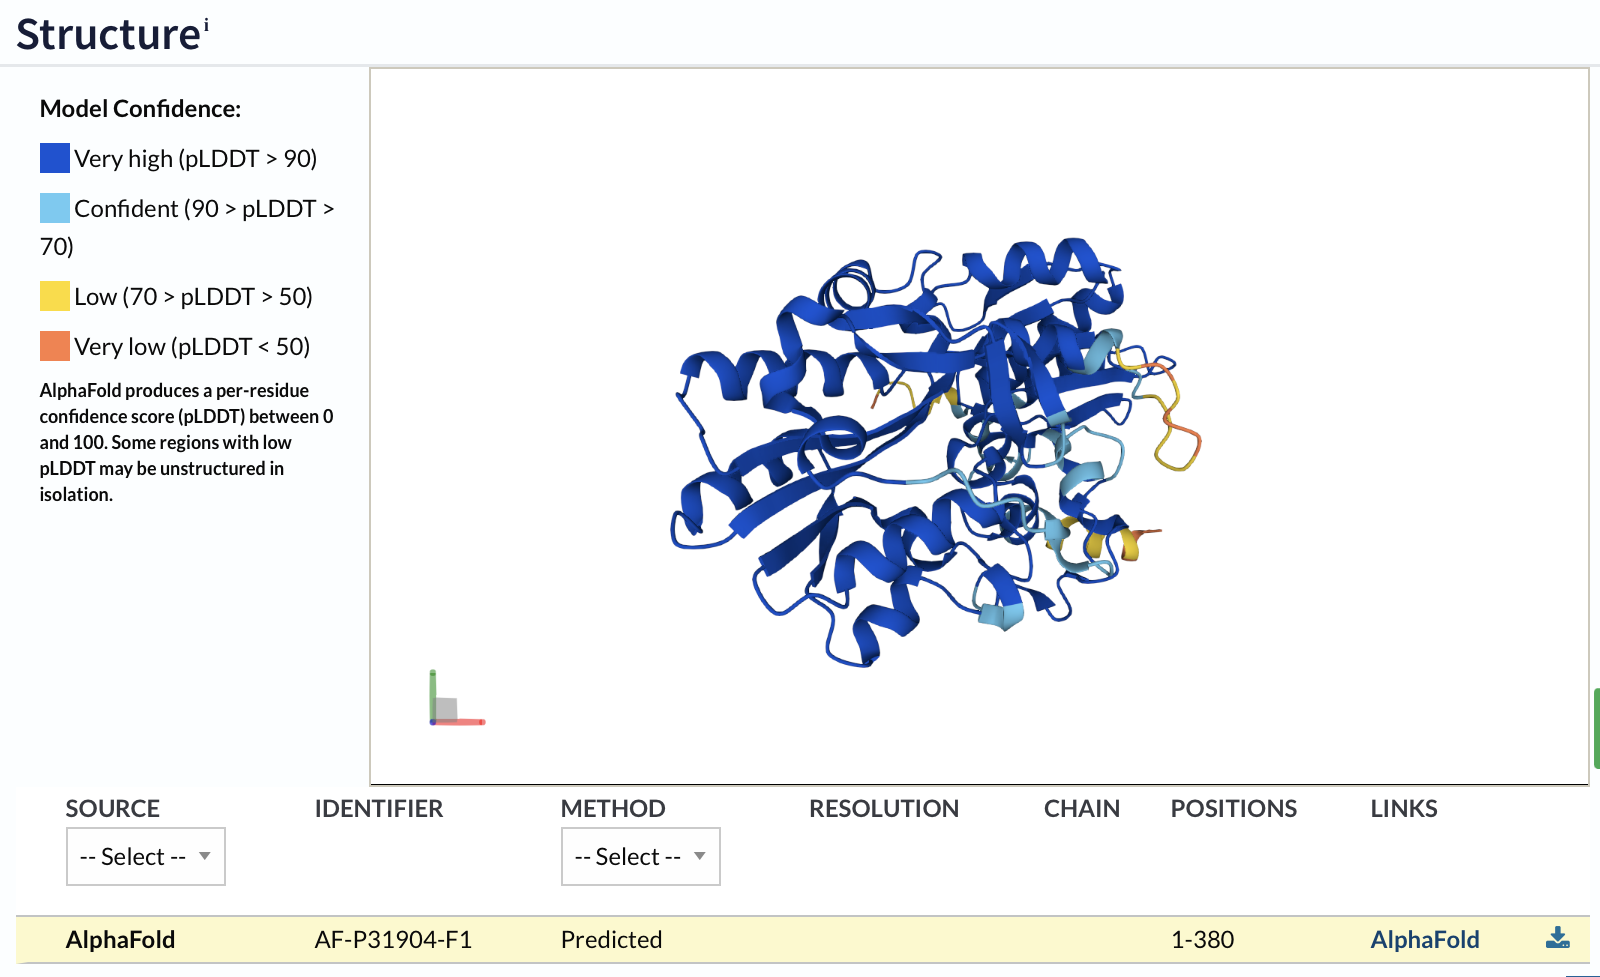 Structure i
Model Confidence:
Very high (pLDDT > 90)
Confident (90 > pLDDT >
70)
Low (70 > pLDDT > 50)
Very low (pLDDT < 50)
AlphaFold produces a per-residue
confidence score (pLDDT) between 0
and 100. Some regions with low
pLDDT may be unstructured in
isolation.
SOURCE IDENTIFIER METHOD RESOLUTION CHAIN POSITIONS LINKS
-- Select -- -- Select --
AlphaFold AF-P31904-F1 Predicted 1-380 AlphaFold